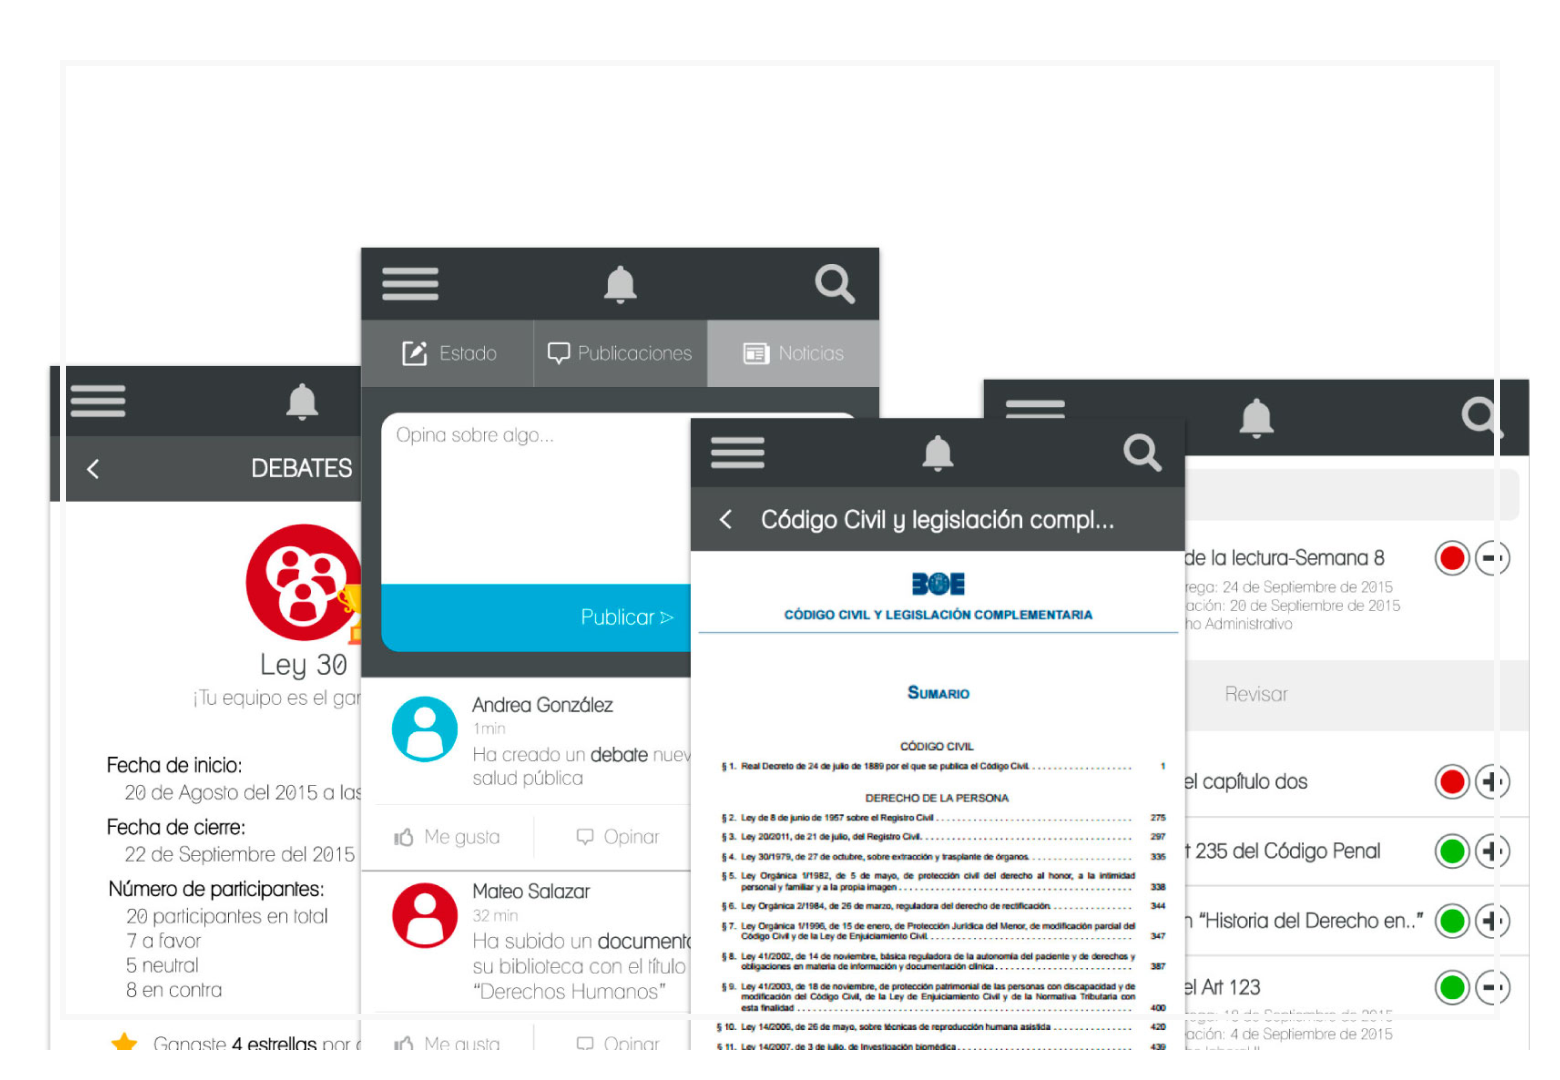 DEBATES
Ley 30
¡Tu equipo es el gar
Fecha de inicio:
20 de Agosto del 2015 a las
Fecha de cierre:
22 de Septiembre del 2015
Número de participantes:
20 participantes en total
7 a favor
5 neutral
8 en contra
Ganaste 4 estrellas por
Estado
Publicaciones
Noticias
Opina sobre algo...
Publicar
Andrea González
1min
Ha creado un debate nuev
salud pública
Me gusta
Opinar
Mateo Salazar
32 min
Ha subido un documento
su biblioteca con el título
“Derechos Humanos”
Me gusta
Opinar
Código Civil y legislación compl...
BOE
CÓDIGO CIVIL Y LEGISLACIÓN COMPLEMENTARIA
SUMARIO
CÓDIGO CIVIL
§ 1. Real Decreto de 24 de julio de 1889 por el que se publica el Código Civil. . . . . . . . . . . . . . . . . . . . 1
DERECHO DE LA PERSONA
§ 2. Ley de 8 de junio de 1957 sobre el Registro Civil . . . . . . . . . . . . . . . . . . . . 275
§ 3. Ley 20/2011, de 21 de julio, del Registro Civil. . . . . . . . . . . . . . . . . . . . 297
§ 4. Ley 30/1979, de 27 de octubre, sobre extracción y trasplante de órganos. . . . . . . . . . . . . . . . . . . . 335
§ 5. Ley Orgánica 1/1982, de 5 de mayo, de protección civil del derecho al honor, a la intimidad
personal y familiar y a la propia imagen . . . . . . . . . . . . . . . . . . . . 338
§ 6. Ley Orgánica 2/1984, de 26 de marzo, reguladora del derecho de rectificación. . . . . . . . . . . . . . . . 344
§ 7. Ley Orgánica 1/1996, de 15 de enero, de Protección Jurídica del Menor, de modificación parcial del
Código Civil y de la Ley de Enjuiciamiento Civil. . . . . . . . . . . . . . . . . . . . 347
§ 8. Ley 41/2002, de 14 de noviembre, básica reguladora de la autonomía del paciente y de derechos y
obligaciones en materia de información y documentación clínica . . . . . . . . . . . . . . . . . . . . 387
§ 9. Ley 41/2003, de 18 de noviembre, de protección patrimonial de las personas con discapacidad y de
modificación del Código Civil, de la Ley de Enjuiciamiento Civil y de la Normativa Tributaria con
esta finalidad . . . . . . . . . . . . . . . . . . . . 400
§ 10. Ley 14/2006, de 26 de mayo, sobre técnicas de reproducción humana asistida . . . . . . . . . . . . . . . . 420
§ 11. Ley 14/2007, de 3 de julio, de Investigación biomédica . . . . . . . . . . . . . . . . . . . . 439
de la lectura-Semana 8
rega: 24 de Septiembre de 2015
ación: 20 de Septiembre de 2015
ho Administrativo
Revisar
el capítulo dos
t 235 del Código Penal
n “Historia del Derecho en..”
el Art 123
rega: 18 de Septiembre de 2015
ación: 4 de Septiembre de 2015